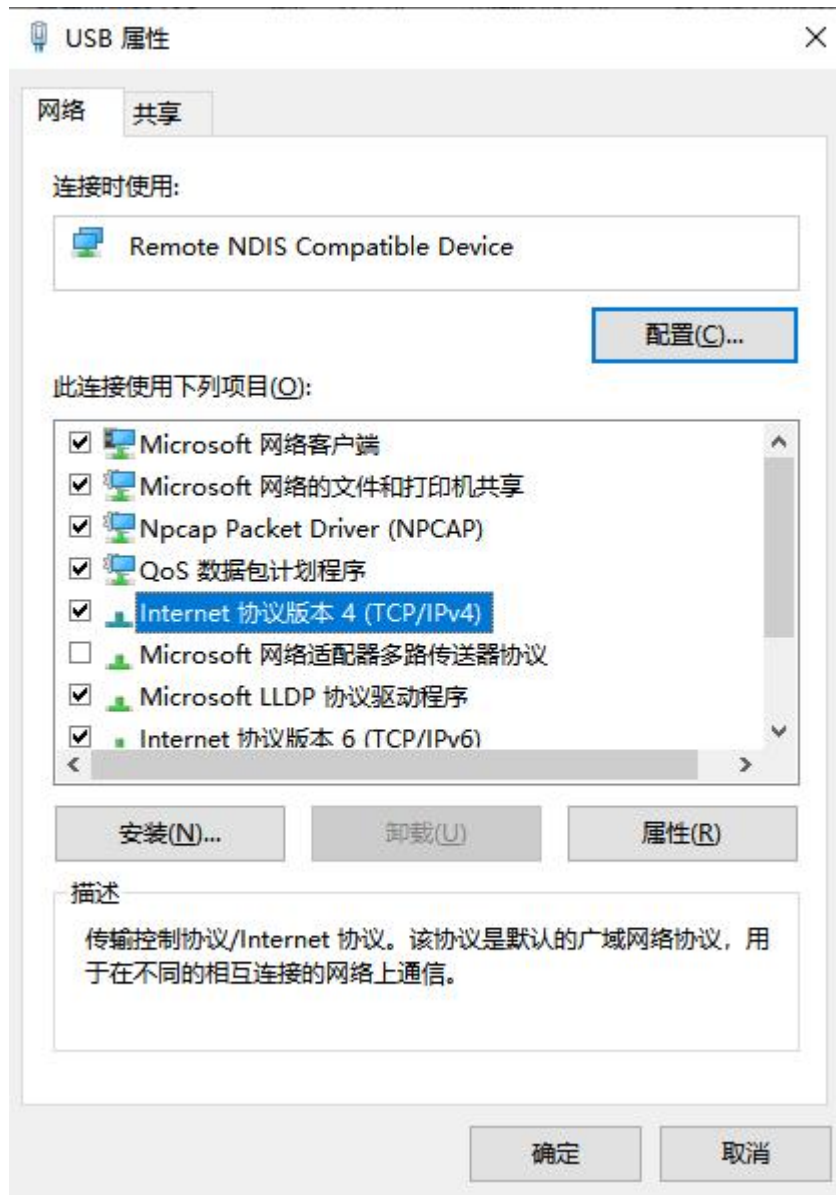 USB 属性
网络
共享
连接时使用:
Remote NDIS Compatible Device
配置(C)...
此连接使用下列项目(O):
Microsoft 网络客户端
Microsoft 网络的文件和打印机共享
Npcap Packet Driver (NPCAP)
QoS 数据包计划程序
Internet 协议版本 4 (TCP/IPv4)
Microsoft 网络适配器多路传送器协议
Microsoft LLDP 协议驱动程序
Internet 协议版本 6 (TCP/IPv6)
安装(N)...
卸载(U)
属性(R)
描述
传输控制协议/Internet 协议。该协议是默认的广域网络协议，用
于在不同的相互连接的网络上通信。
确定
取消